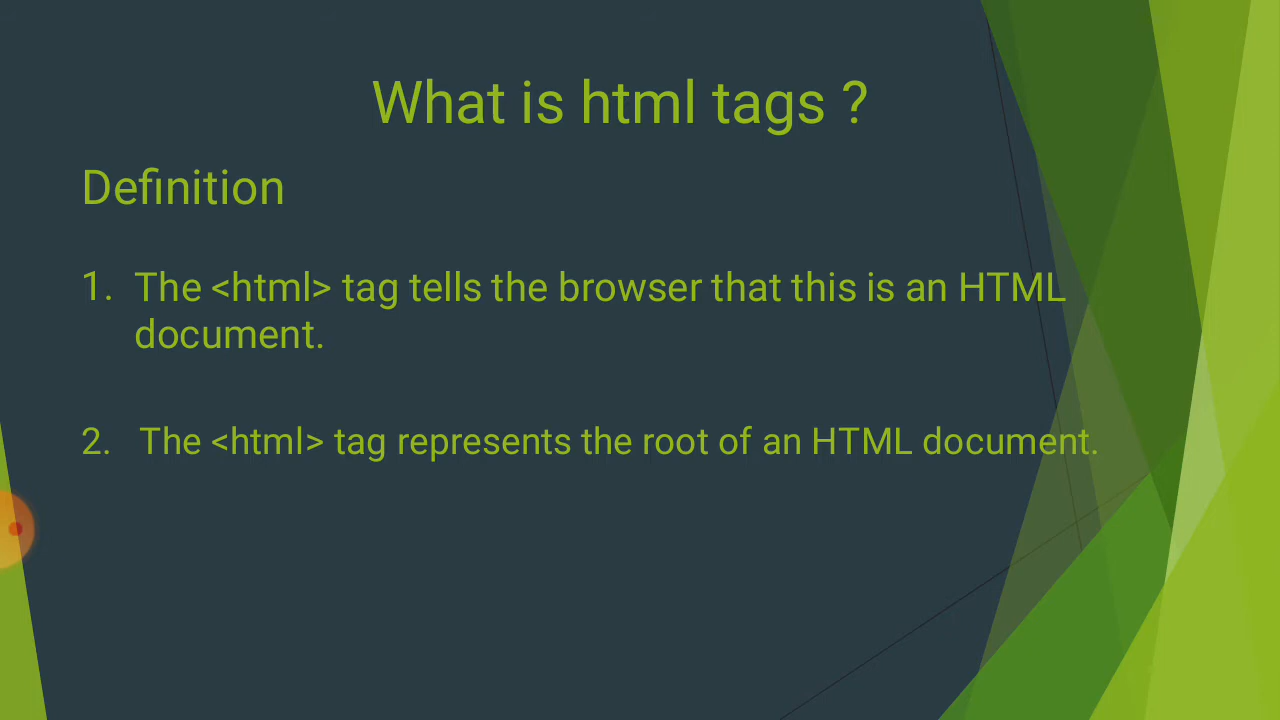 What is html tags ?
Definition
1. The <html> tag tells the browser that this is an HTML
document.
2. The <html> tag represents the root of an HTML document.